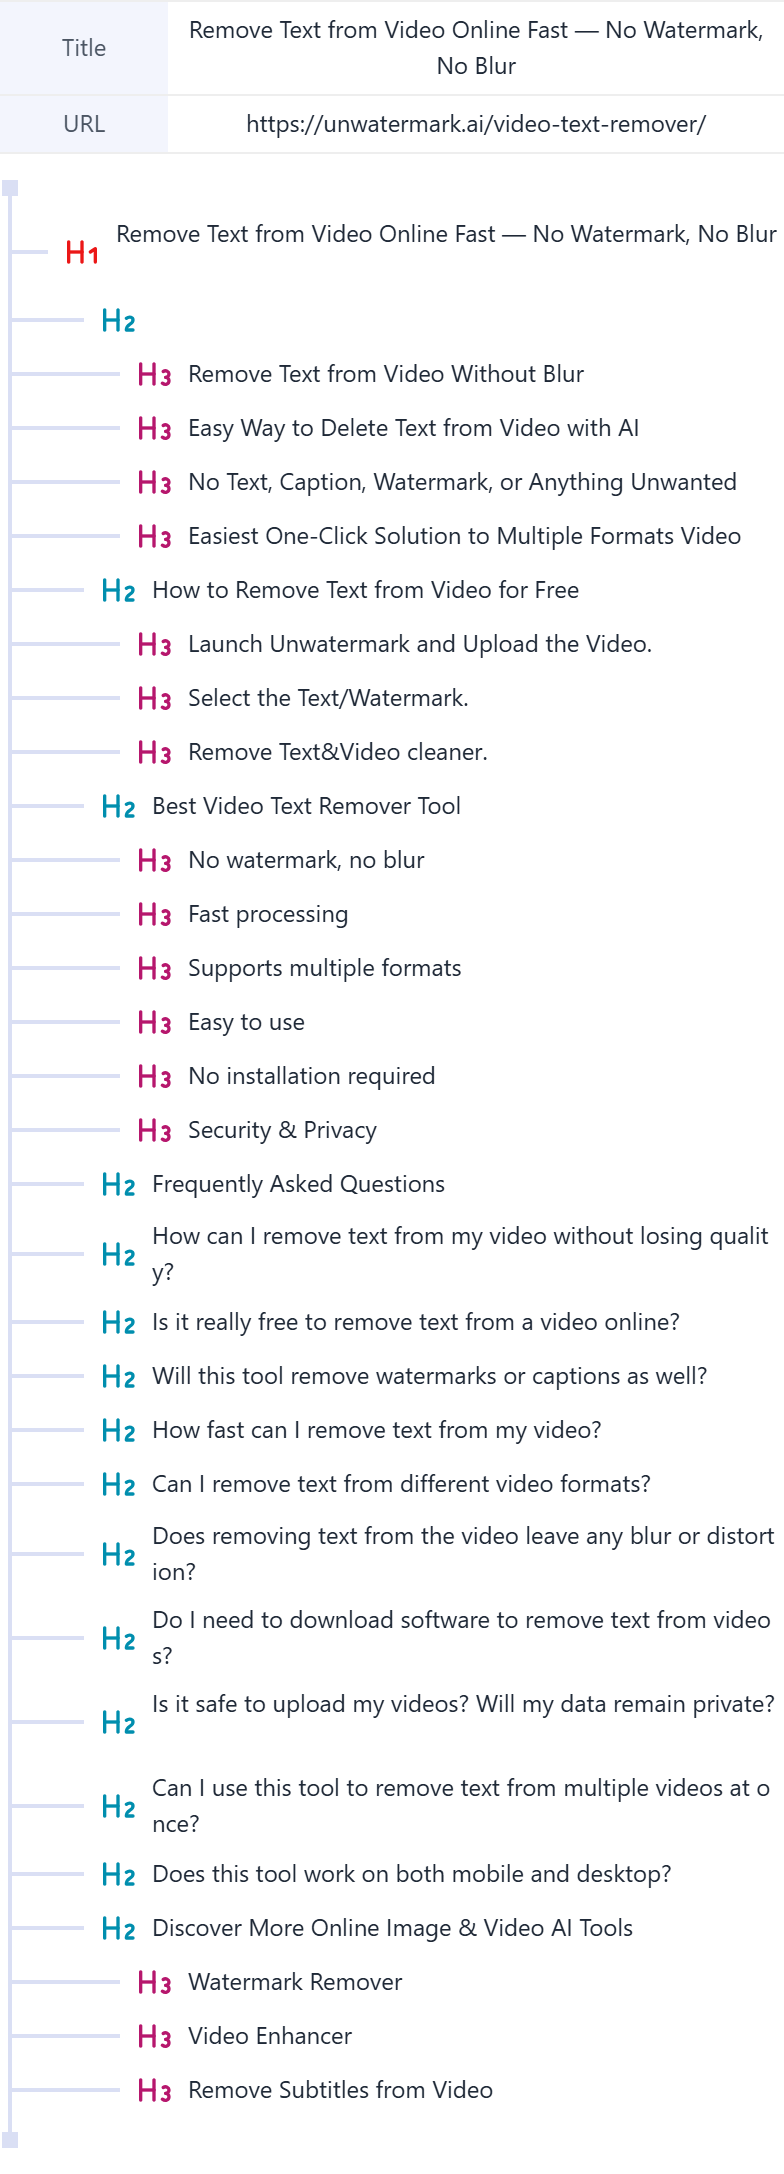 Title
Remove Text from Video Online Fast — No Watermark,
No Blur
URL
https://unwatermark.ai/video-text-remover/
H1 Remove Text from Video Online Fast — No Watermark, No Blur
H2
H3 Remove Text from Video Without Blur
H3 Easy Way to Delete Text from Video with AI
H3 No Text, Caption, Watermark, or Anything Unwanted
H3 Easiest One-Click Solution to Multiple Formats Video
H2 How to Remove Text from Video for Free
H3 Launch Unwatermark and Upload the Video.
H3 Select the Text/Watermark.
H3 Remove Text&Video cleaner.
H2 Best Video Text Remover Tool
H3 No watermark, no blur
H3 Fast processing
H3 Supports multiple formats
H3 Easy to use
H3 No installation required
H3 Security & Privacy
H2 Frequently Asked Questions
H2 How can I remove text from my video without losing qualit
y?
H2 Is it really free to remove text from a video online?
H2 Will this tool remove watermarks or captions as well?
H2 How fast can I remove text from my video?
H2 Can I remove text from different video formats?
H2 Does removing text from the video leave any blur or distort
ion?
H2 Do I need to download software to remove text from video
s?
H2 Is it safe to upload my videos? Will my data remain private?
H2 Can I use this tool to remove text from multiple videos at o
nce?
H2 Does this tool work on both mobile and desktop?
H2 Discover More Online Image & Video AI Tools
H3 Watermark Remover
H3 Video Enhancer
H3 Remove Subtitles from Video